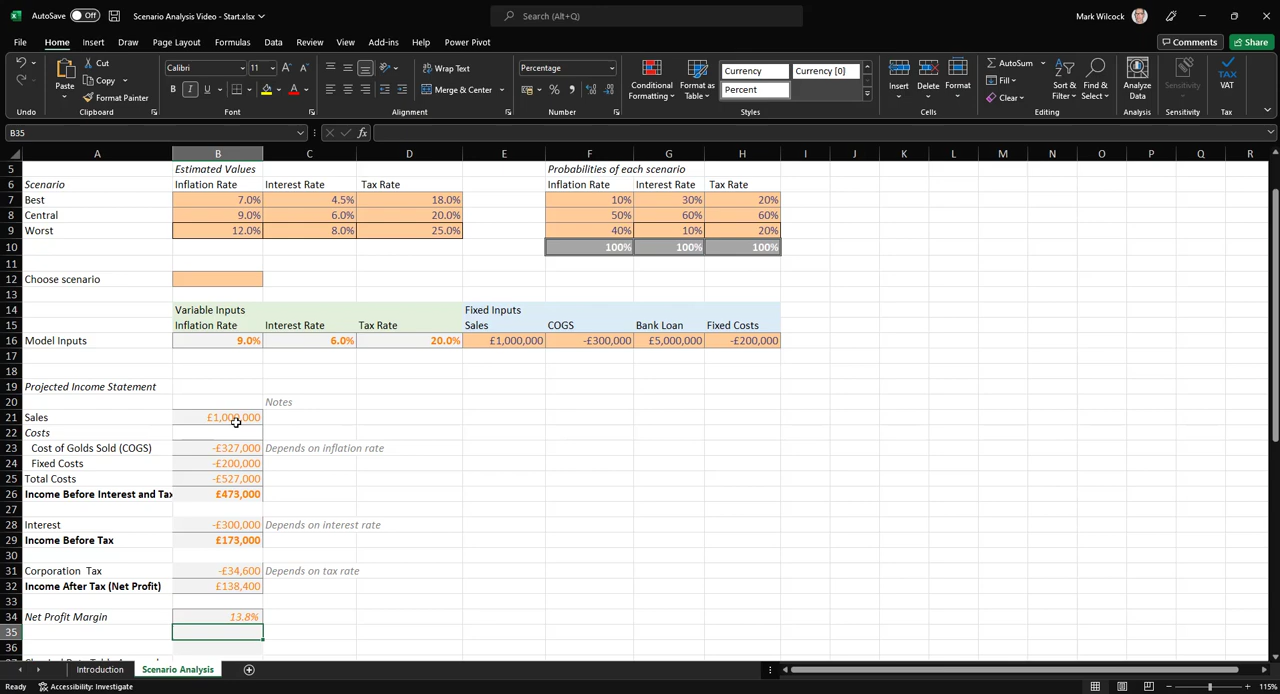 AutoSave Off Scenario Analysis Video - Start.xlsx Search (Alt+Q) Mark Wilcock
File Home Insert Draw Page Layout Formulas Data Review View Add-ins Help Power Pivot Comments Share
Paste Cut Copy Format Painter Calibri 11 B I U A Wrap Text Merge & Center Percentage % Conditional Formatting Format as Table Currency Currency [0] Percent Insert Delete Format AutoSum Fill Clear Sort & Filter Find & Select Analyze Data Sensitivity VAT
Undo Clipboard Font Alignment Number Styles Cells Editing Analysis Sensitivity Tax
B35 fx
A B C D E F G H I J K L M N O P Q R
5 Estimated Values Probabilities of each scenario
6 Scenario Inflation Rate Interest Rate Tax Rate Inflation Rate Interest Rate Tax Rate
7 Best 7.0% 4.5% 18.0% 10% 30% 20%
8 Central 9.0% 6.0% 20.0% 50% 60% 60%
9 Worst 12.0% 8.0% 25.0% 40% 10% 20%
10 100% 100% 100%
11
12 Choose scenario
13
14 Variable Inputs Fixed Inputs
15 Inflation Rate Interest Rate Tax Rate Sales COGS Bank Loan Fixed Costs
16 Model Inputs 9.0% 6.0% 20.0% £1,000,000 -£300,000 £5,000,000 -£200,000
17
18
19 Projected Income Statement
20 Notes
21 Sales £1,000,000
22 Costs
23 Cost of Golds Sold (COGS) -£327,000 Depends on inflation rate
24 Fixed Costs -£200,000
25 Total Costs -£527,000
26 Income Before Interest and Tax £473,000
27
28 Interest -£300,000 Depends on interest rate
29 Income Before Tax £173,000
30
31 Corporation Tax -£34,600 Depends on tax rate
32 Income After Tax (Net Profit) £138,400
33
34 Net Profit Margin 13.8%
35
36
Introduction Scenario Analysis
Ready Accessibility: Investigate 115%